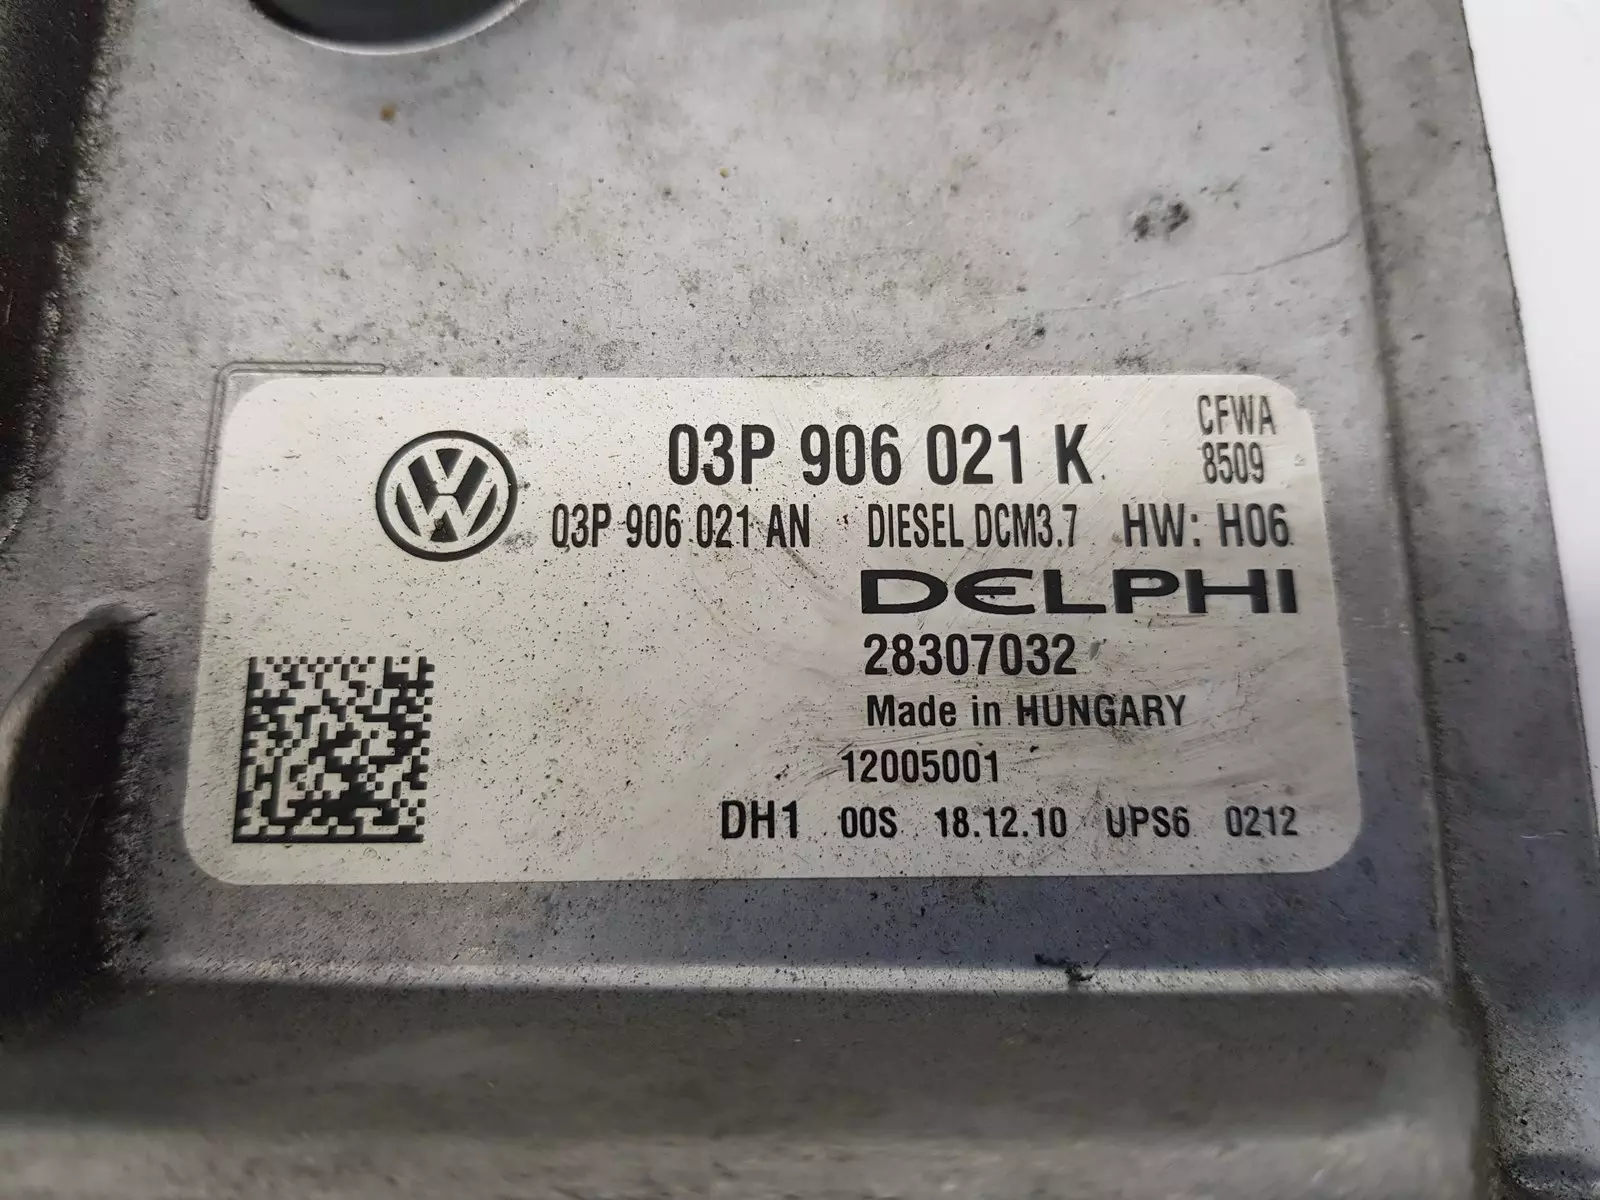 03P 906 021 K
CFWA
8509
03P 906 021 AN DIESEL DCM3.7 HW: H06
DELPHI
28307032
Made in HUNGARY
12005001
DH1 00S 18.12.10 UPS6 0212